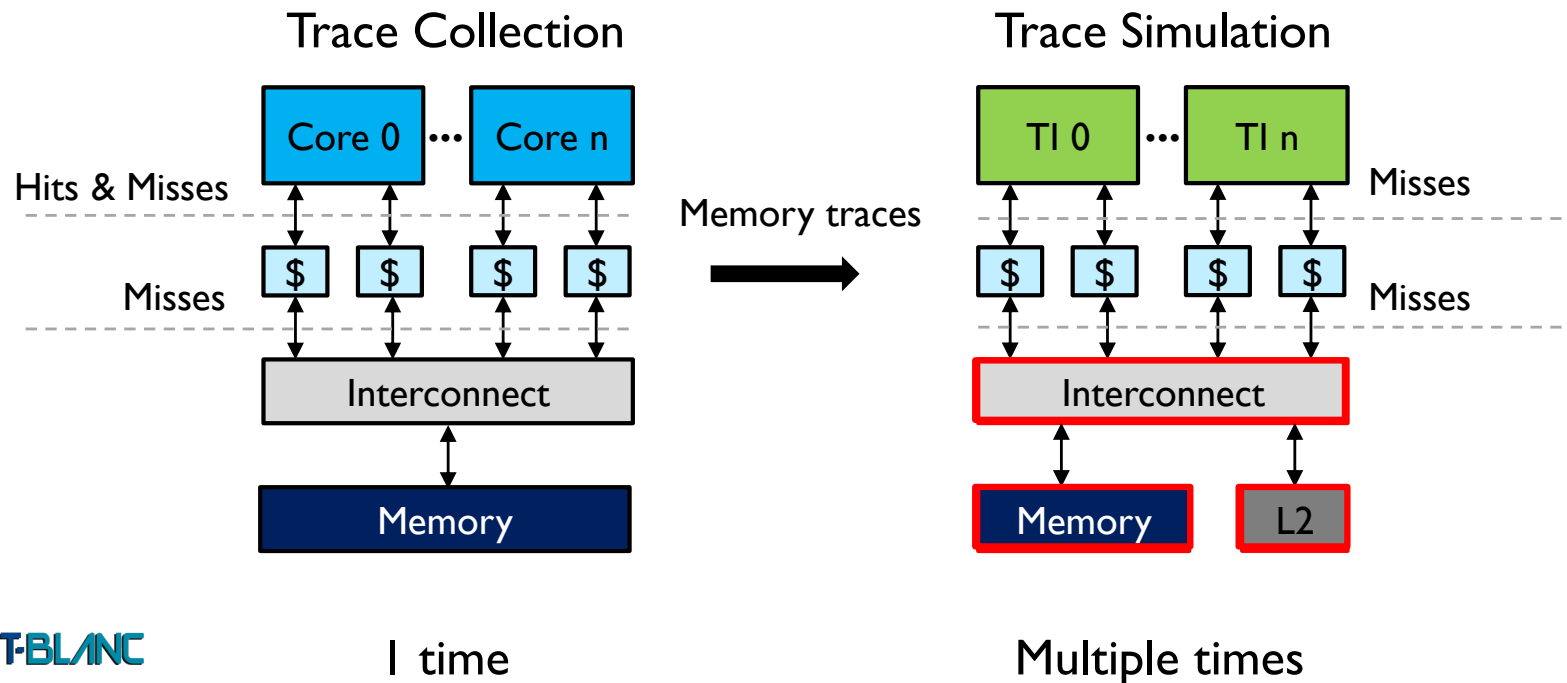 Trace Collection
Trace Simulation
Core 0 ••• Core n
TI 0 ••• TI n
Hits & Misses
Misses
Memory traces
$ $ $ $
$ $ $ $
Misses
Misses
Interconnect
Interconnect
Memory
Memory
L2
T-BLANC
1 time
Multiple times